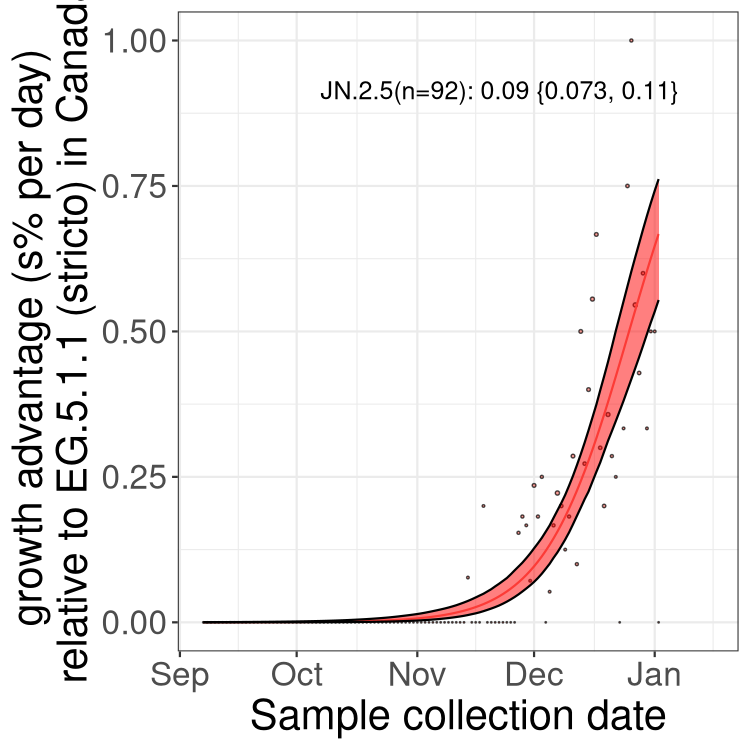 growth advantage (s% per day)
relative to EG.5.1.1 (stricto) in Canada
1.00
0.75
0.50
0.25
0.00
JN.2.5(n=92): 0.09 {0.073, 0.11}
Sep Oct Nov Dec Jan
Sample collection date